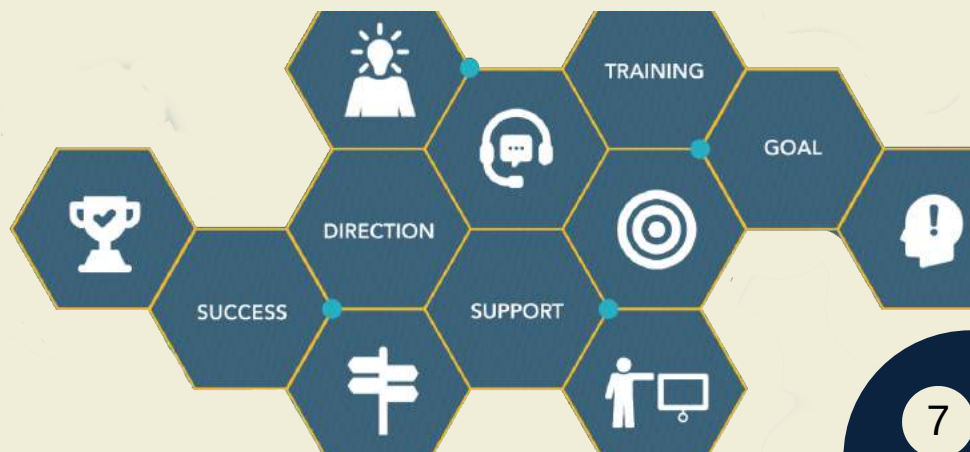 TRAINING
GOAL
DIRECTION
SUCCESS
SUPPORT
7